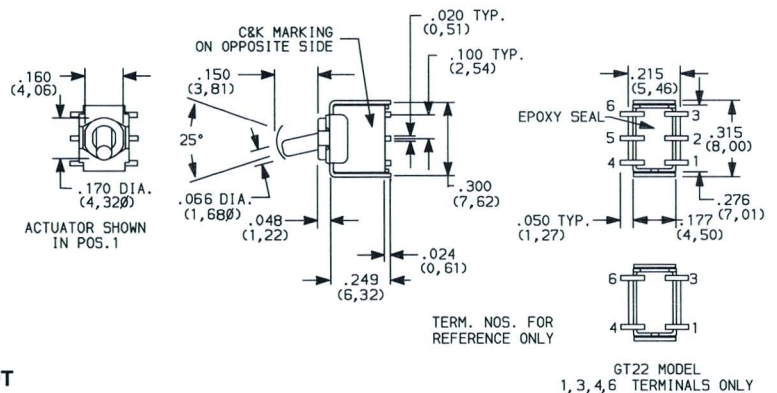 .160
(4,06)
.170 DIA.
(4,32Ø)
ACTUATOR SHOWN
IN POS.1
C&K MARKING
ON OPPOSITE SIDE
.150
(3,81)
25°
.066 DIA.
(1,68Ø)
.048
(1,22)
.249
(6,32)
.020 TYP.
(0,51)
.100 TYP.
(2,54)
.300
(7,62)
.024
(0,61)
.215
(5,46)
EPOXY SEAL
6
3
5
2
4
1
.315
(8,00)
.276
(7,01)
.050 TYP.
(1,27)
.177
(4,50)
TERM. NOS. FOR
REFERENCE ONLY
6
3
4
1
GT22 MODEL
1,3,4,6 TERMINALS ONLY